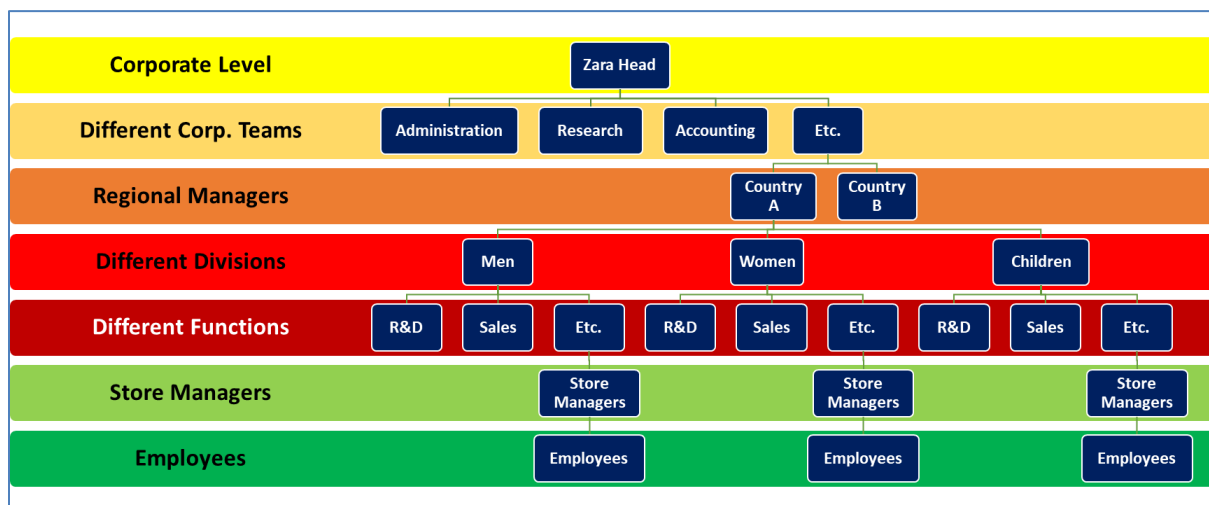 Corporate Level
Zara Head
Different Corp. Teams
Administration
Research
Accounting
Etc.
Regional Managers
Country
A
Country
B
Different Divisions
Men
Women
Children
Different Functions
R&D
Sales
Etc.
R&D
Sales
Etc.
R&D
Sales
Etc.
Store Managers
Store
Managers
Store
Managers
Store
Managers
Employees
Employees
Employees
Employees